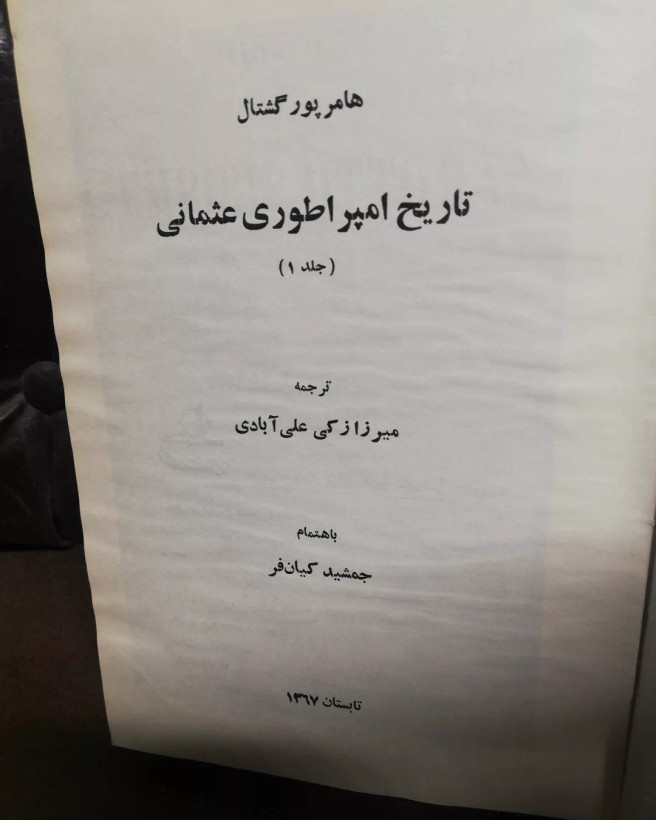 هامر پورگشتال
تاریخ امپراطوری عثمانی
(جلد ۱)
ترجمه
میرزا زکی علی‌آبادی
باهتمام
جمشید کیان‌فر
تابستان ۱۳۶۷